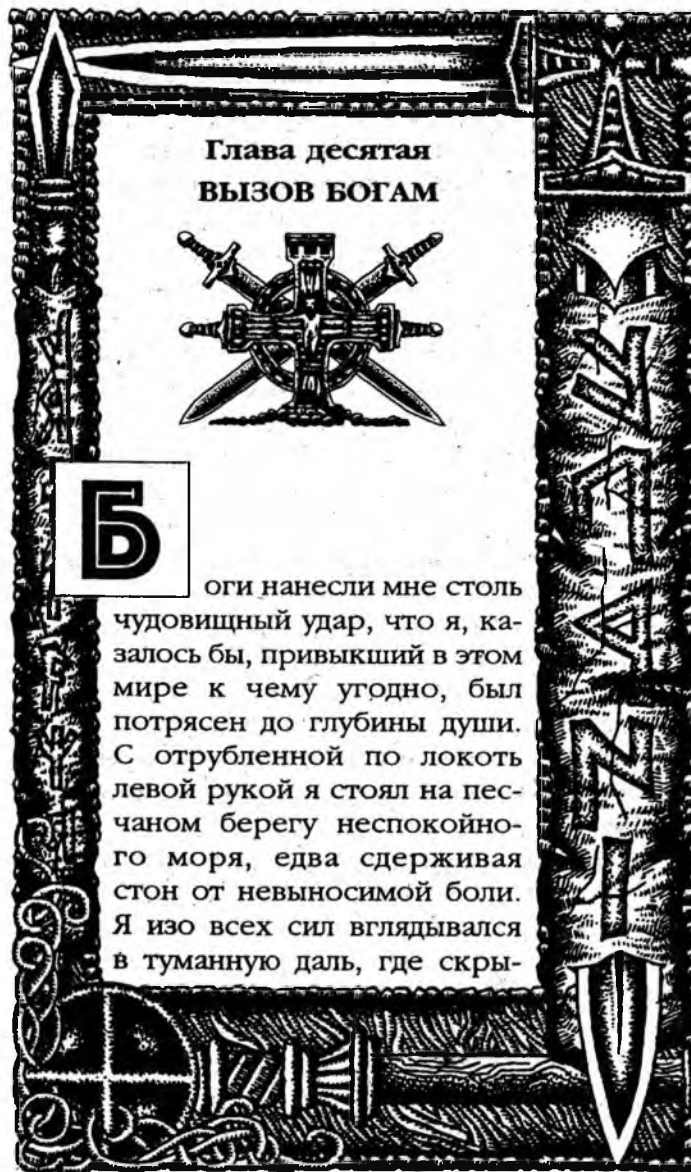 Глава десятая
ВЫЗОВ БОГАМ
Боги нанесли мне столь
чудовищный удар, что я, ка-
залось бы, привыкший в этом
мире к чему угодно, был
потрясен до глубины души.
С отрубленной по локоть
левой рукой я стоял на пес-
чаном берегу неспокойно-
го моря, едва сдерживая
стон от невыносимой боли.
Я изо всех сил вглядывался
в туманную даль, где скры-